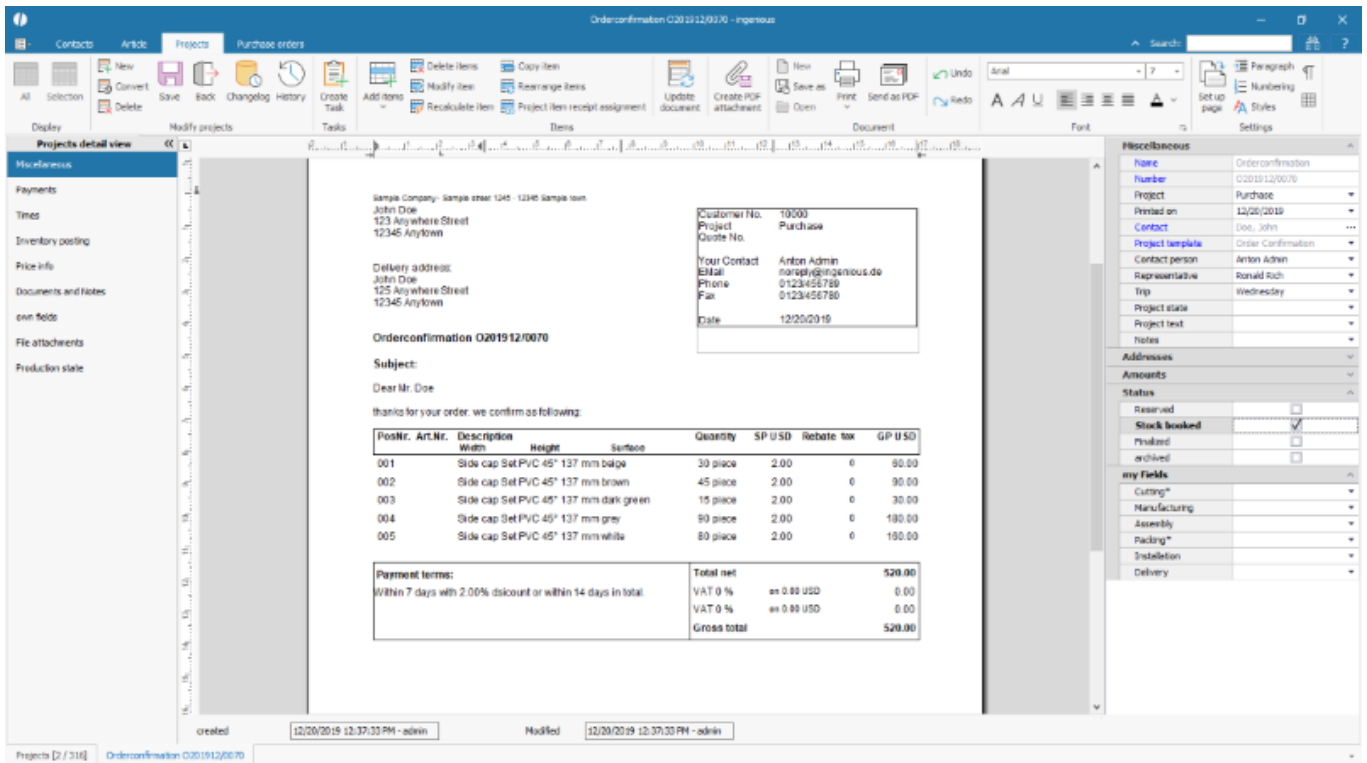 Orderconfirmation O201912/0070 - ingenious
Contacts Article Projects Purchase orders Search: ?
All Selection New Convert Delete Save Back Changelog History Create Task Add items Delete items Modify item Recalculate item Copy item Rearrange items Project item receipt assignment Update document Create PDF attachment New Save as Open Print Send as PDF Undo Redo Arial 7 A A U A Set up page Paragraph Numbering Styles
Display Modify projects Tasks Items Document Font Settings
Projects detail view
Miscellaneous
Payments
Times
Inventory posting
Price info
Documents and Notes
own fields
File attachments
Production state
Sample Company- Sample street 1245 - 12345 Sample town
John Doe
123 Anywhere Street
12345 Anytown
Delivery address:
John Doe
125 Anywhere Street
12345 Anytown
Customer No. 10000
Project Purchase
Quote No.
Your Contact Anton Admin
EMail noreply@ingenious.de
Phone 0123/456789
Fax 0123/456780
Date 12/20/2019
Orderconfirmation O201912/0070
Subject:
Dear Mr. Doe
thanks for your order. we confirm as following:
PosNr. Art.Nr. Description Quantity SP USD Rebate tax GP USD
Width Height Surface
001 Side cap Set PVC 45° 137 mm beige 30 piece 2.00 0 60.00
002 Side cap Set PVC 45° 137 mm brown 45 piece 2.00 0 90.00
003 Side cap Set PVC 45° 137 mm dark green 15 piece 2.00 0 30.00
004 Side cap Set PVC 45° 137 mm grey 90 piece 2.00 0 180.00
005 Side cap Set PVC 45° 137 mm white 80 piece 2.00 0 160.00
Payment terms:
Within 7 days with 2.00% dsicount or within 14 days in total.
Total net 520.00
VAT 0 % on 0.00 USD 0.00
VAT 0 % on 0.00 USD 0.00
Gross total 520.00
Miscellaneous
Name Orderconfirmation
Number O201912/0070
Project Purchase
Printed on 12/20/2019
Contact Doe, John ...
Project template Order Confirmation
Contact person Anton Admin
Representative Ronald Rich
Trip Wednesday
Project state
Project text
Notes
Addresses
Amounts
Status
Reserved
Stock booked
Finalized
archived
my Fields
Cutting*
Manufacturing
Assembly
Packing*
Installation
Delivery
created 12/20/2019 12:37:33 PM - admin Modified 12/20/2019 12:37:33 PM - admin
Projects [2 / 316] Orderconfirmation O201912/0070